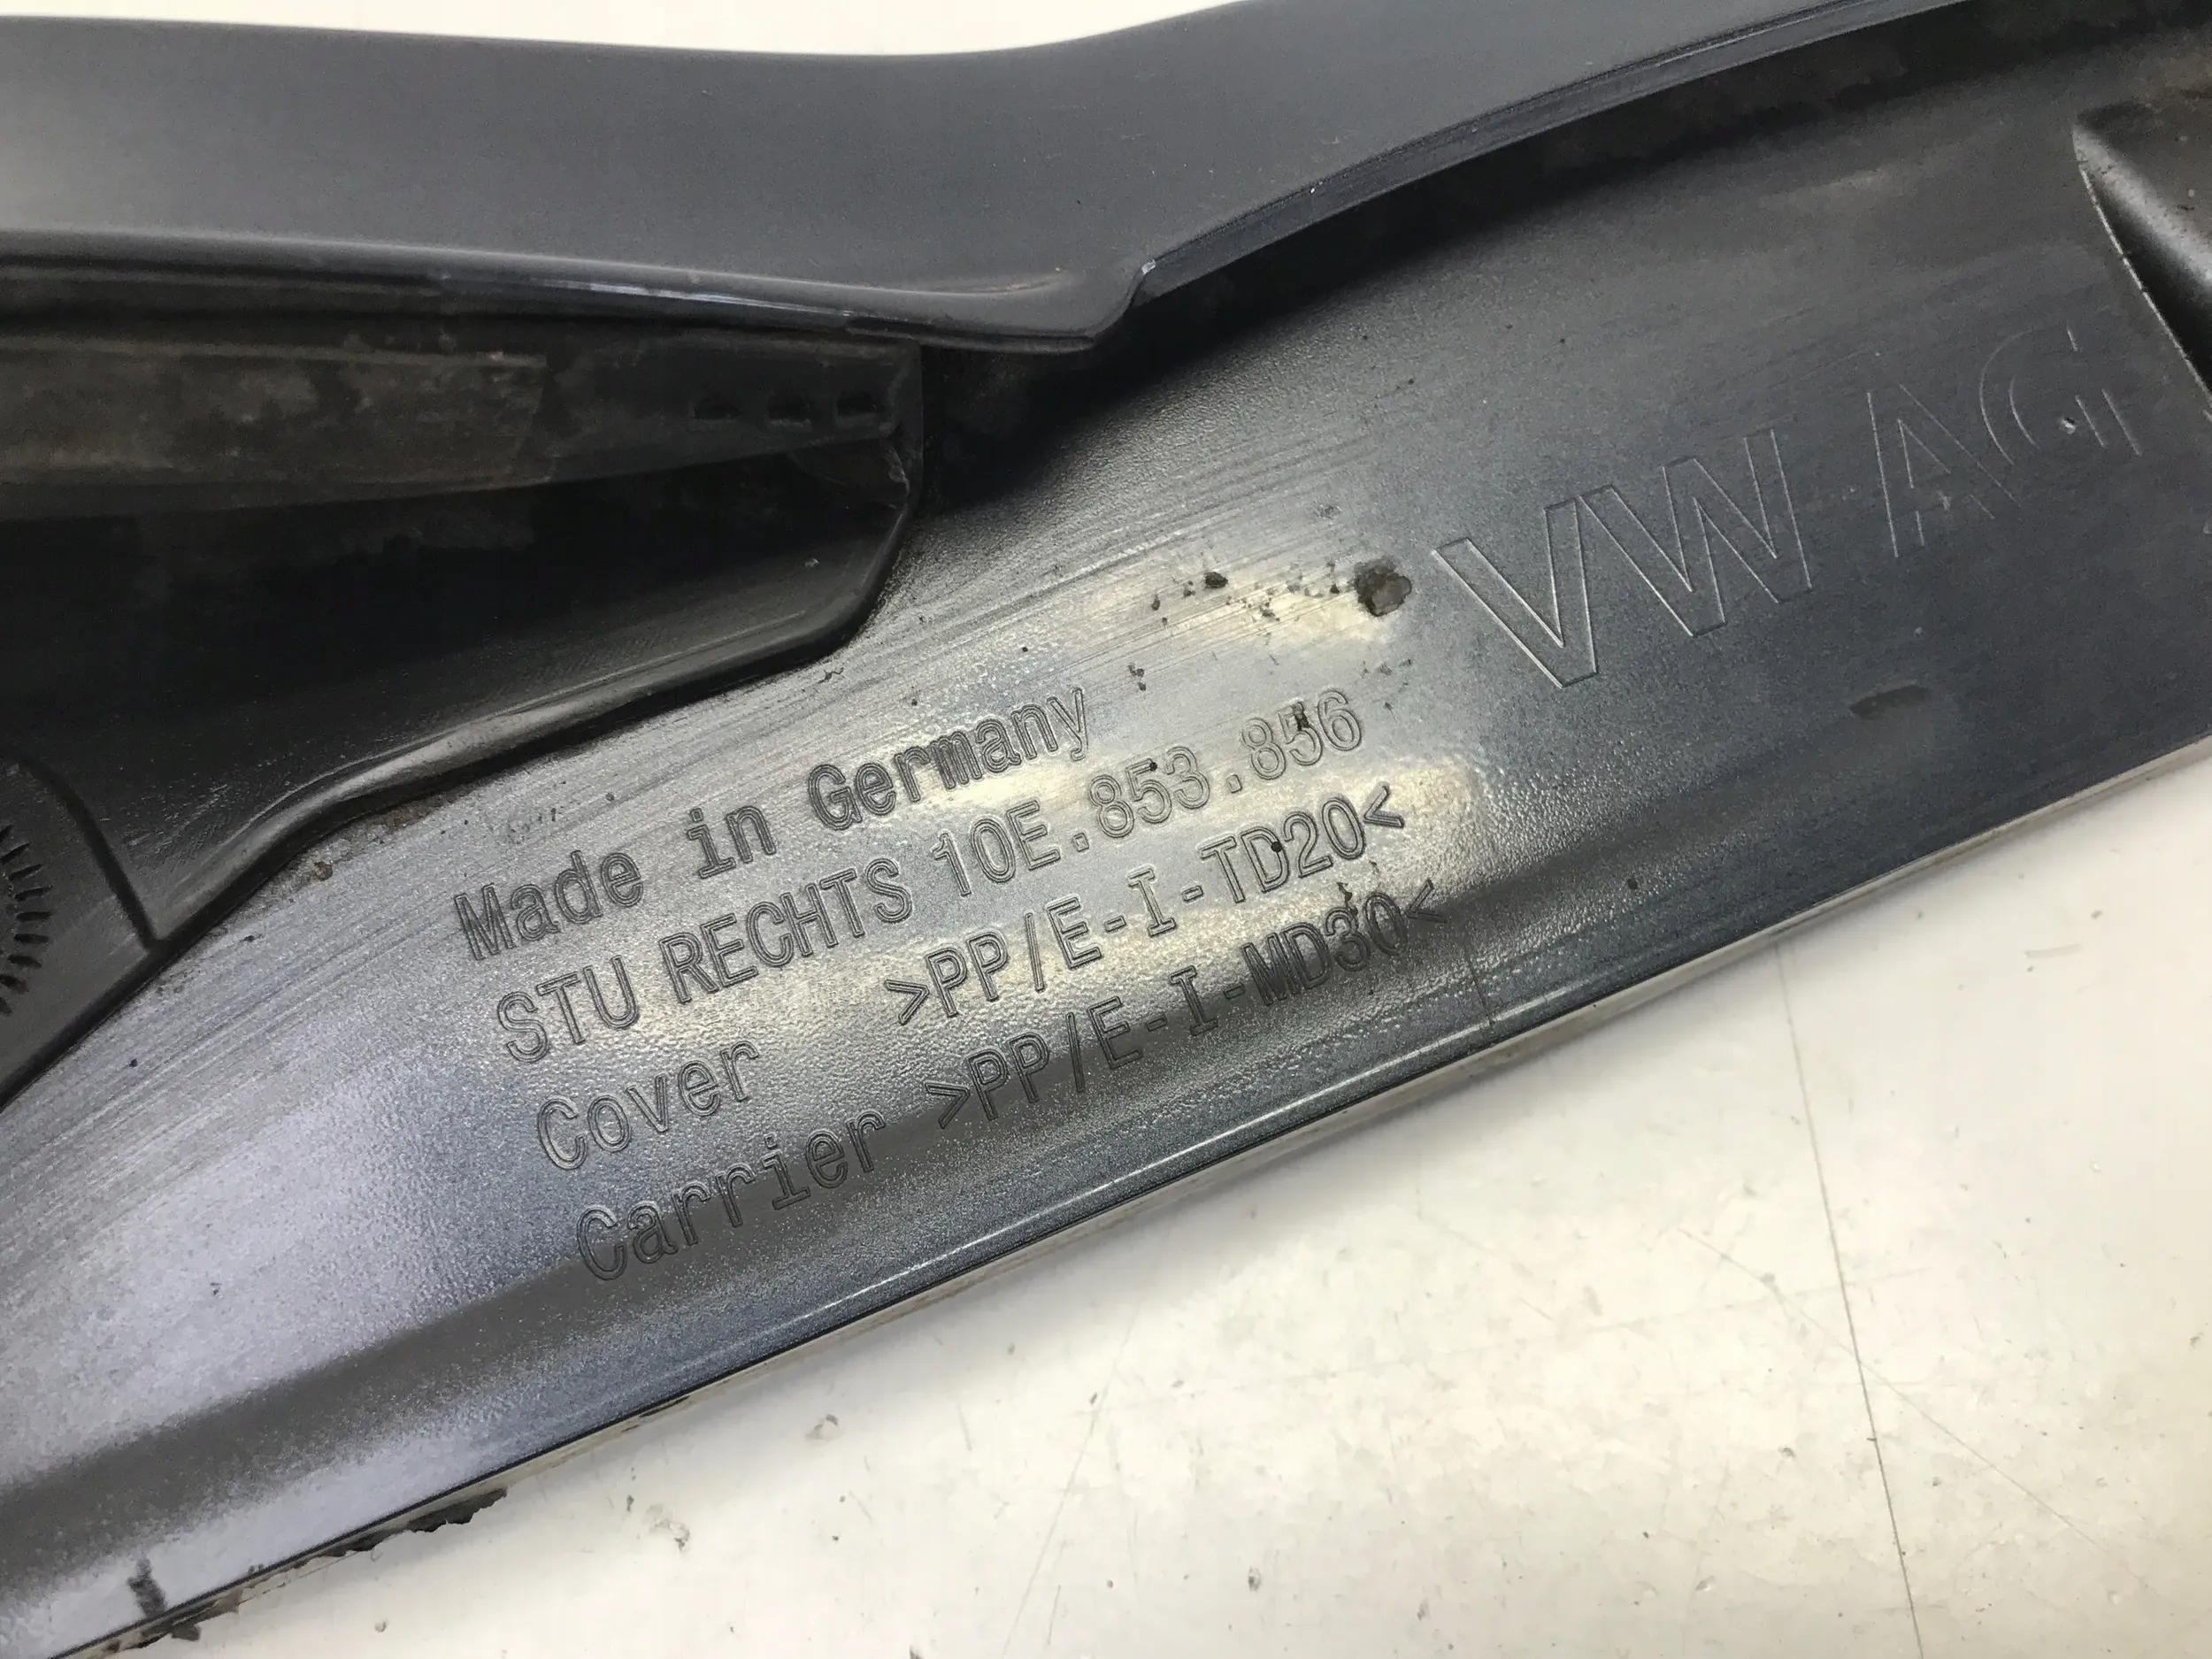 VW AG
Made in Germany
STU RECHTS 10E.853.856
Cover >PP/E-I-TD20<
Carrier >PP/E-I-MD30<